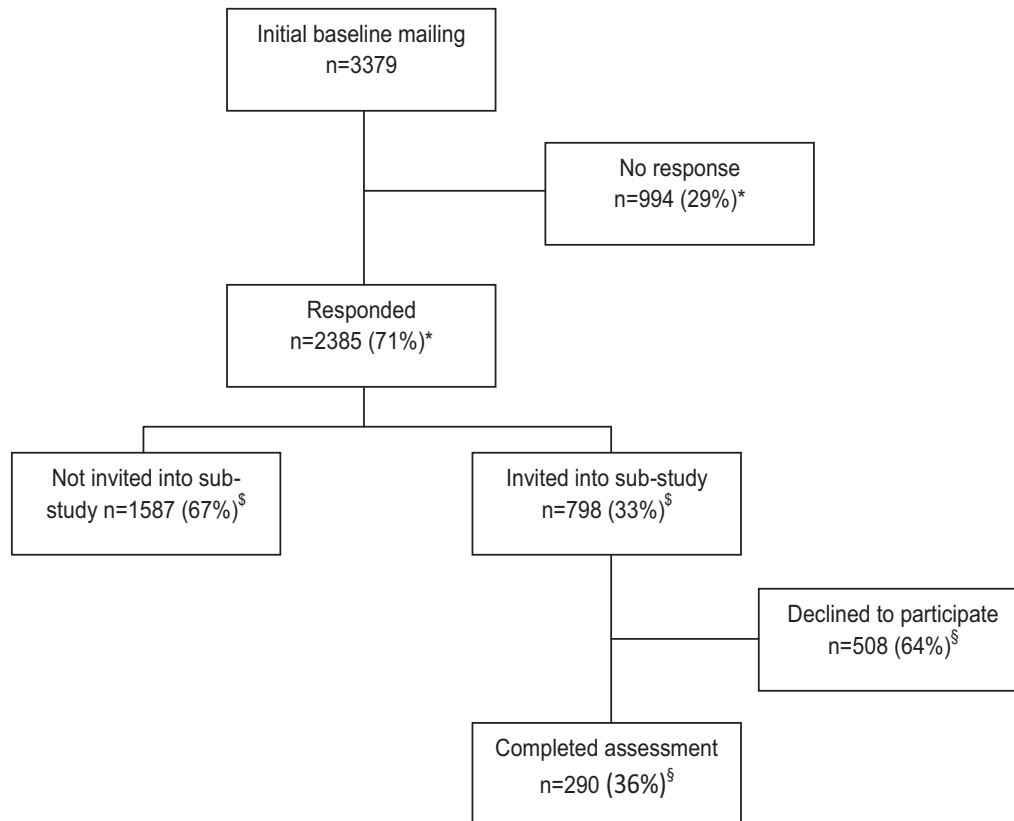 Initial baseline mailing
n=3379
No response
n=994 (29%)*
Responded
n=2385 (71%)*
Not invited into sub-
study n=1587 (67%)$
Invited into sub-study
n=798 (33%)$
Declined to participate
n=508 (64%)§
Completed assessment
n=290 (36%)§